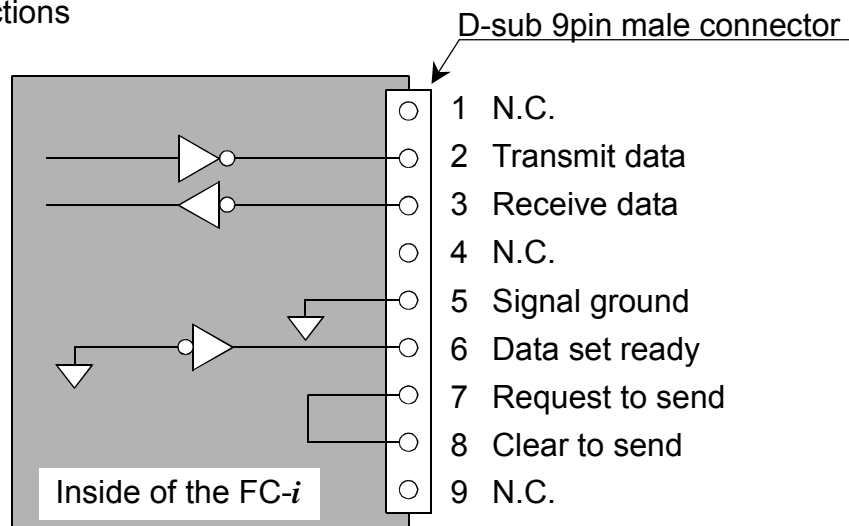 ctions
D-sub 9pin male connector
1 N.C.
2 Transmit data
3 Receive data
4 N.C.
5 Signal ground
6 Data set ready
7 Request to send
8 Clear to send
9 N.C.
Inside of the FC-i